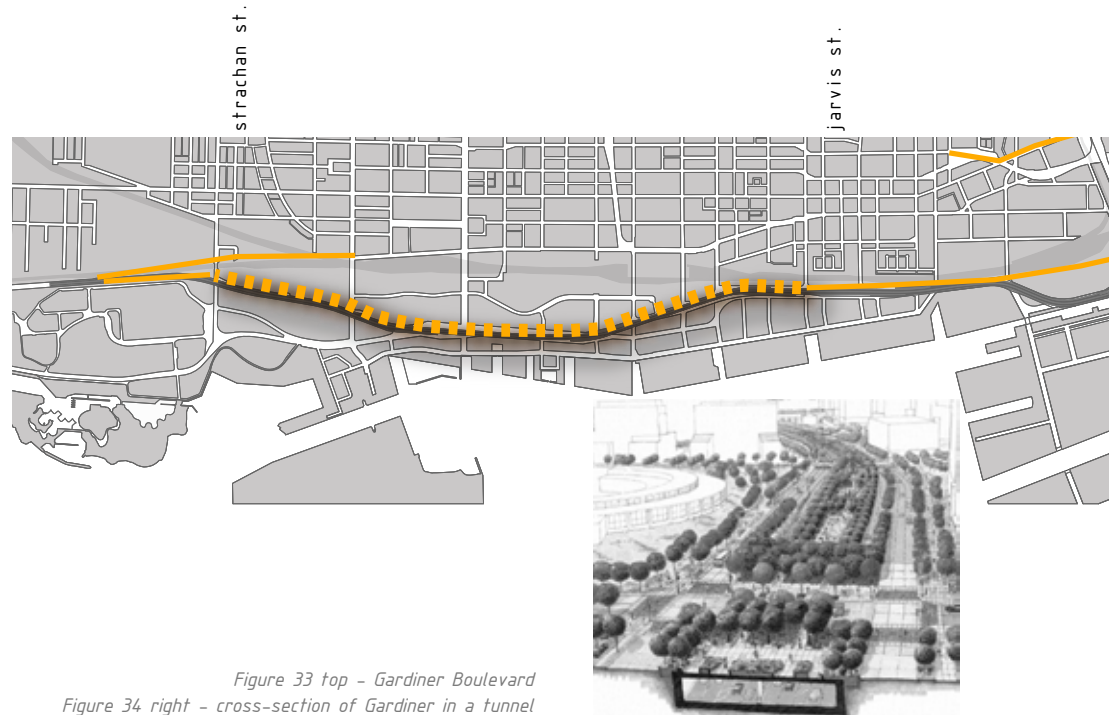 strachan st.
jarvis st.
Figure 33 top - Gardiner Boulevard
Figure 34 right - cross-section of Gardiner in a tunnel